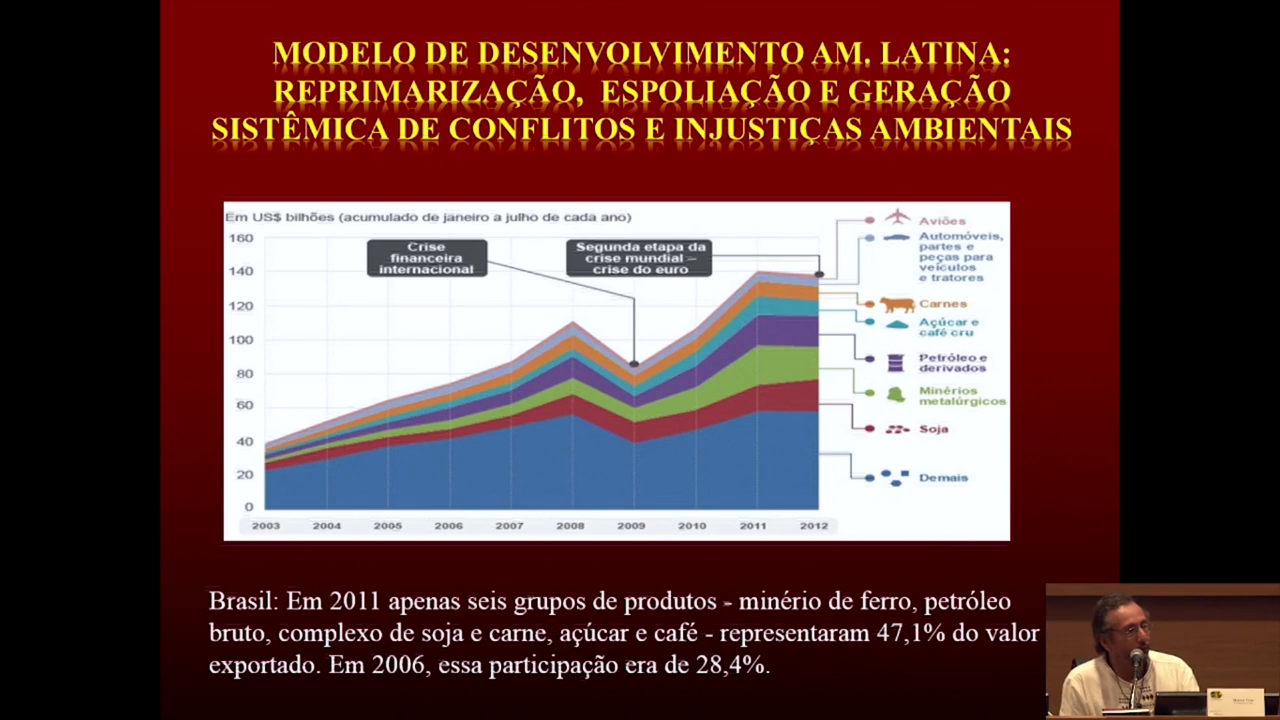 MODELO DE DESENVOLVIMENTO AM. LATINA:
REPRIMARIZAÇÃO, ESPOLIAÇÃO E GERAÇÃO
SISTÊMICA DE CONFLITOS E INJUSTIÇAS AMBIENTAIS
Em US$ bilhões (acumulado de janeiro a julho de cada ano)
160
140
120
100
80
60
40
20
0
Crise
financeira
internacional
Segunda etapa da
crise mundial –
crise do euro
Aviões
Automóveis,
partes e
peças para
veículos
e tratores
Carnes
Açúcar e
café cru
Petróleo e
derivados
Minérios
metalúrgicos
Soja
Demais
2003 2004 2005 2006 2007 2008 2009 2010 2011 2012
Brasil: Em 2011 apenas seis grupos de produtos - minério de ferro, petróleo
bruto, complexo de soja e carne, açúcar e café - representaram 47,1% do valor
exportado. Em 2006, essa participação era de 28,4%.